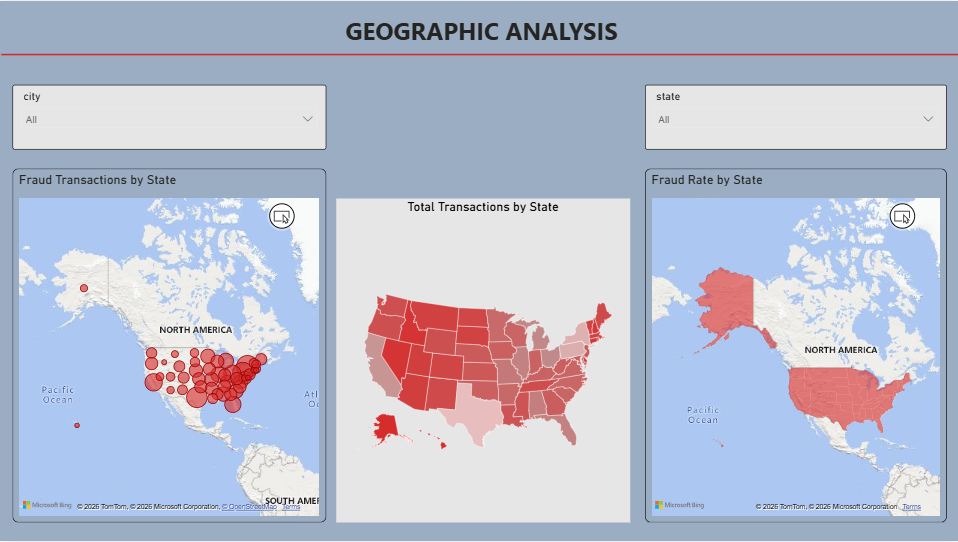 GEOGRAPHIC ANALYSIS
city
All
state
All
Fraud Transactions by State
NORTH AMERICA
Pacific
Ocean
Atl
Oc
SOUTH AMER
Microsoft Bing
© 2026 TomTom, © 2026 Microsoft Corporation, © OpenStreetMap Terms
Total Transactions by State
Fraud Rate by State
NORTH AMERICA
Pacific
Ocean
Microsoft Bing
© 2026 TomTom, © 2026 Microsoft Corporation Terms